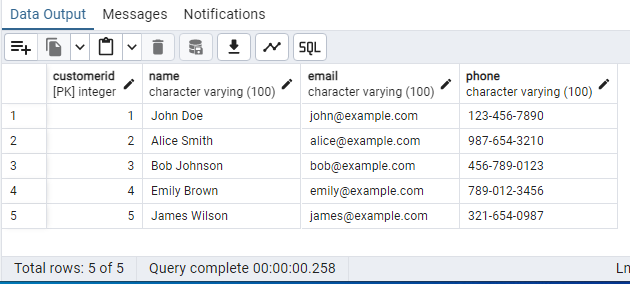 Data Output Messages Notifications
SQL
customerid name email phone
[PK] integer character varying (100) character varying (100) character varying (100)
1 1 John Doe john@example.com 123-456-7890
2 2 Alice Smith alice@example.com 987-654-3210
3 3 Bob Johnson bob@example.com 456-789-0123
4 4 Emily Brown emily@example.com 789-012-3456
5 5 James Wilson james@example.com 321-654-0987
Total rows: 5 of 5 Query complete 00:00:00.258 Ln